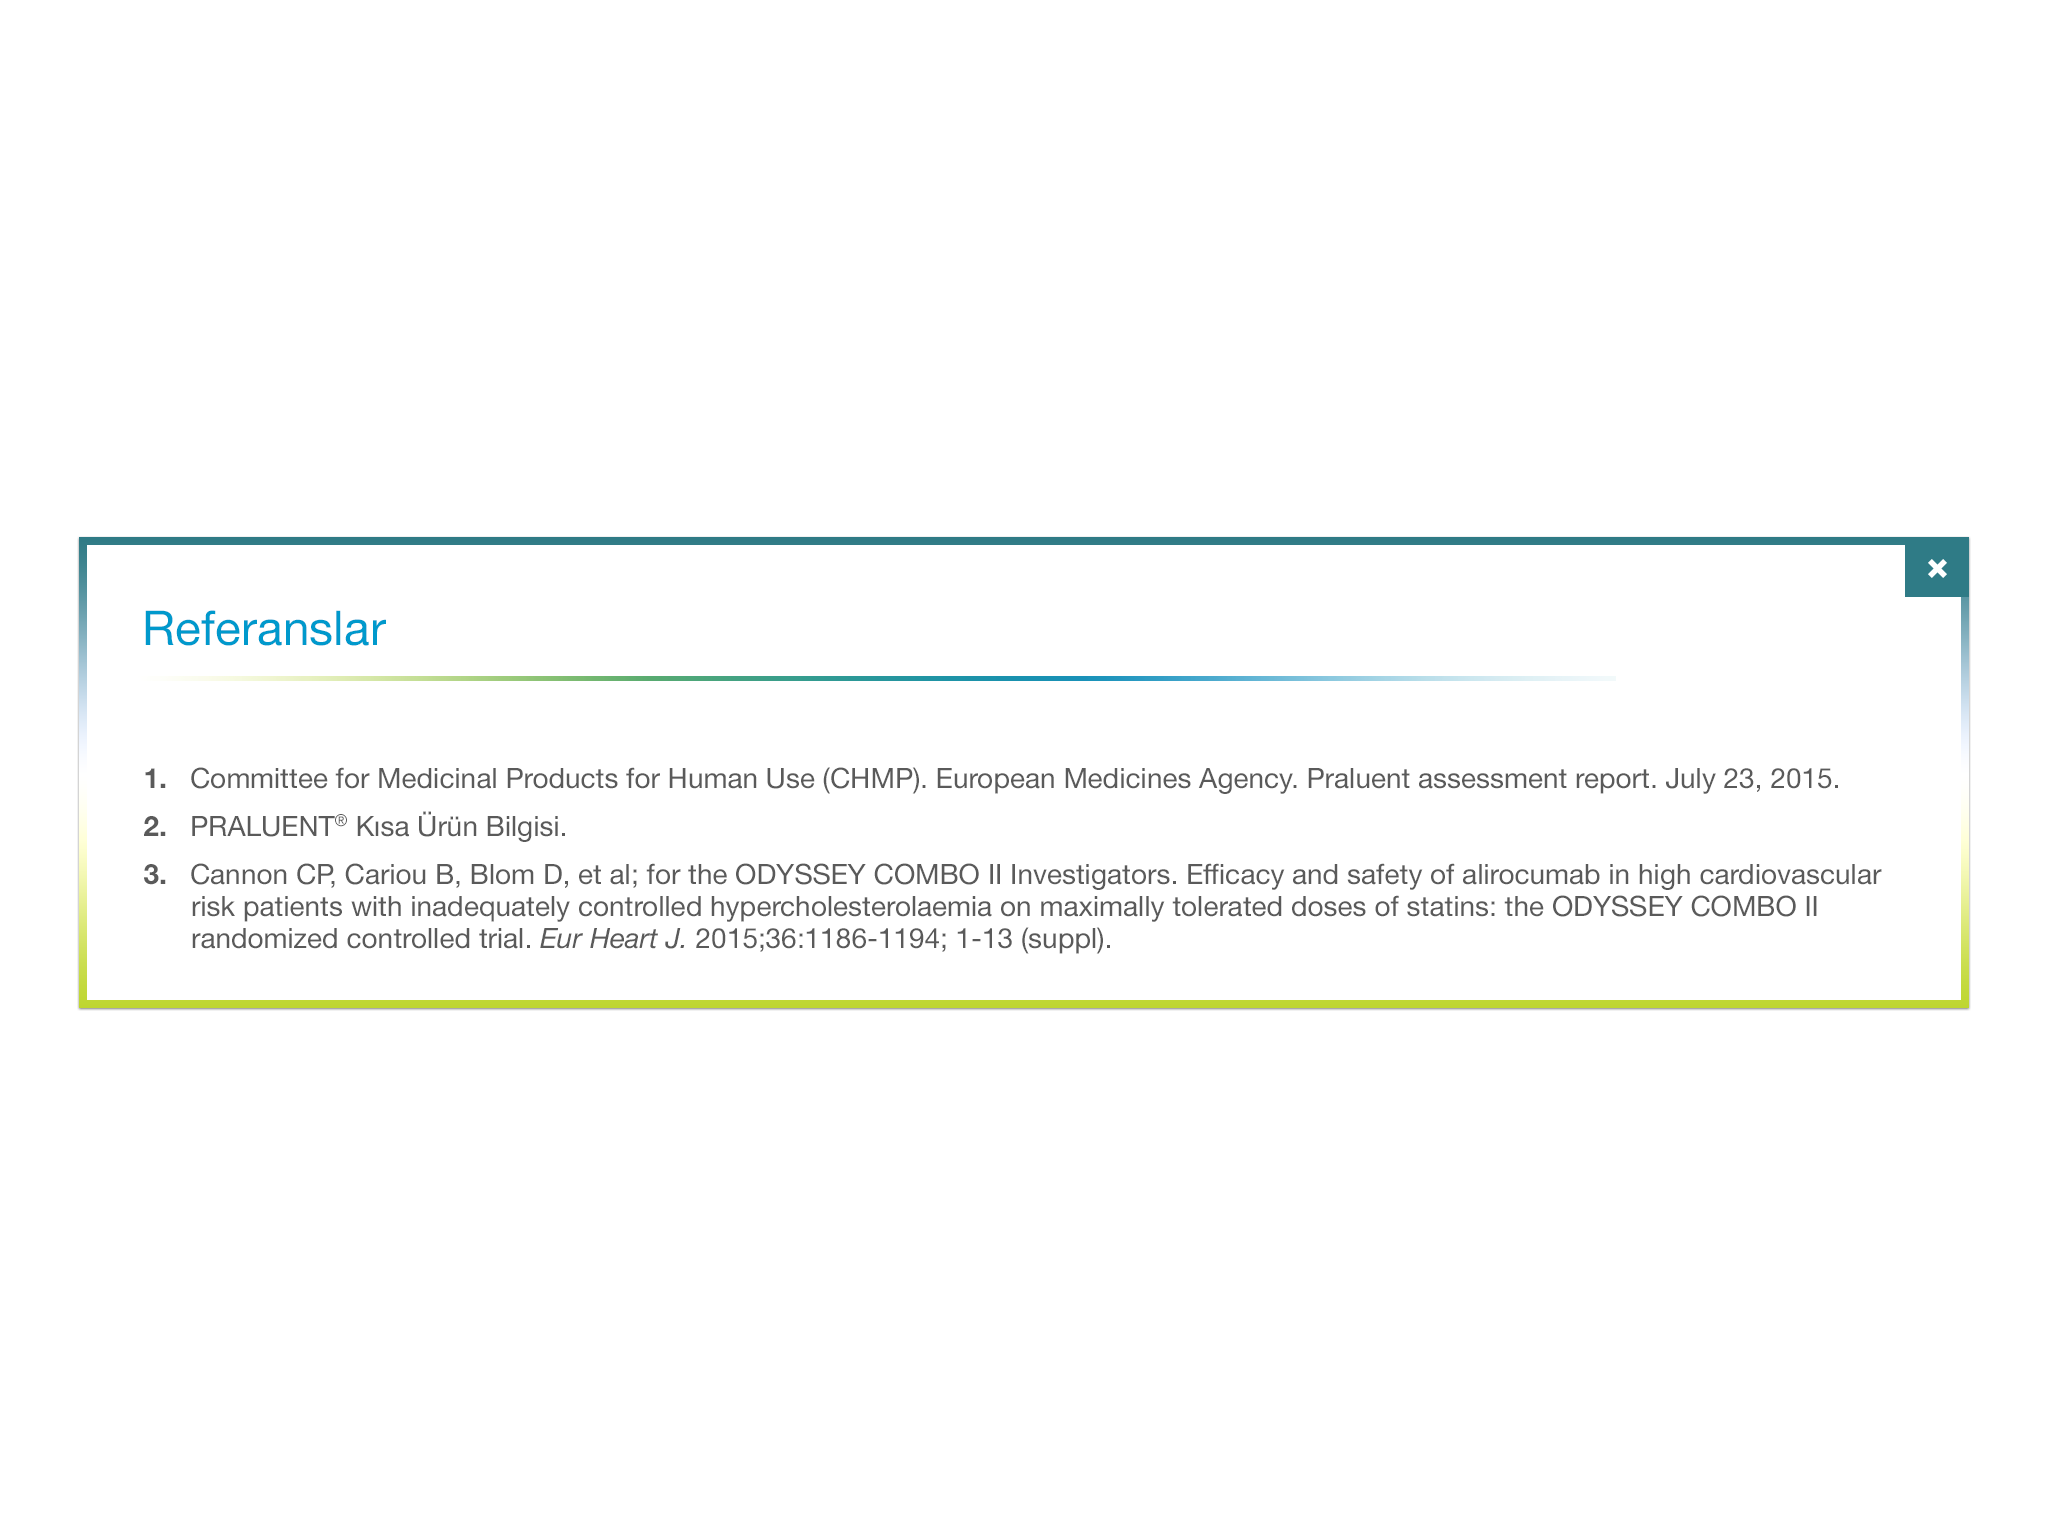 Referanslar
1. Committee for Medicinal Products for Human Use (CHMP). European Medicines Agency. Praluent assessment report. July 23, 2015.
2. PRALUENT® Kısa Ürün Bilgisi.
3. Cannon CP, Cariou B, Blom D, et al; for the ODYSSEY COMBO II Investigators. Efficacy and safety of alirocumab in high cardiovascular
risk patients with inadequately controlled hypercholesterolaemia on maximally tolerated doses of statins: the ODYSSEY COMBO II
randomized controlled trial. Eur Heart J. 2015;36:1186-1194; 1-13 (suppl).